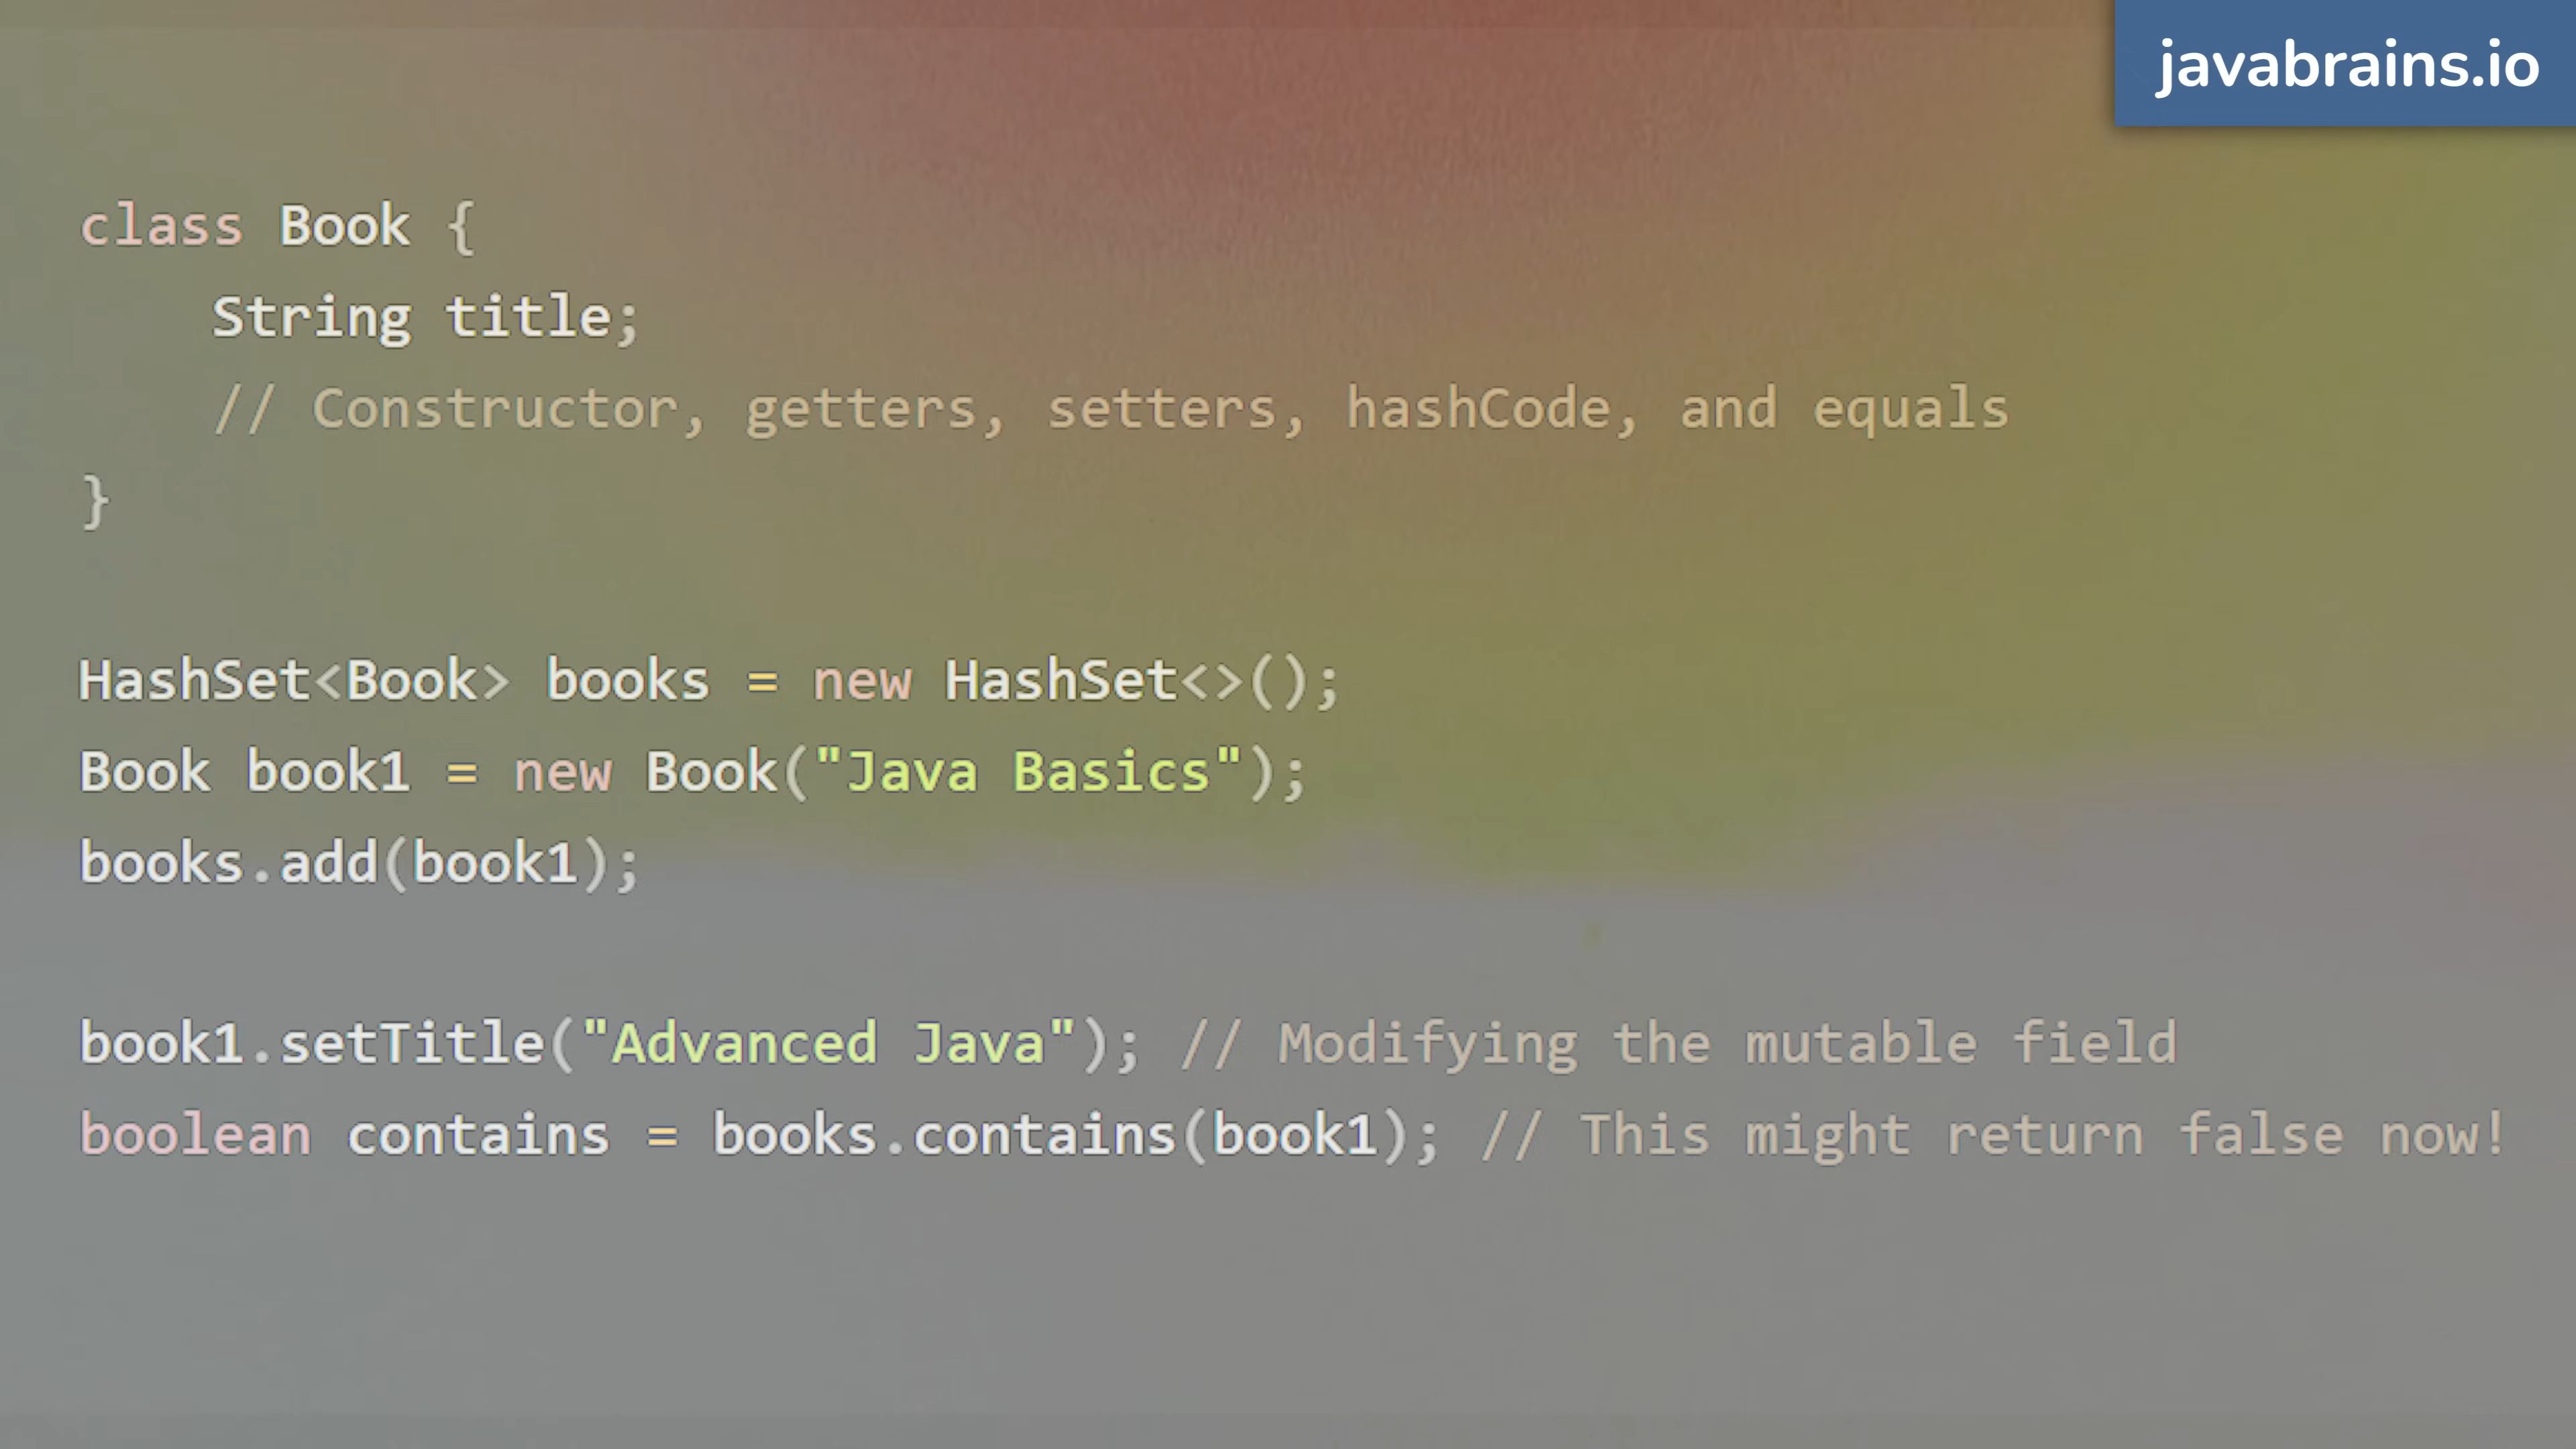 javabrains.io
class Book {
    String title;
    // Constructor, getters, setters, hashCode, and equals
}
HashSet<Book> books = new HashSet<>();
Book book1 = new Book("Java Basics");
books.add(book1);
book1.setTitle("Advanced Java"); // Modifying the mutable field
boolean contains = books.contains(book1); // This might return false now!